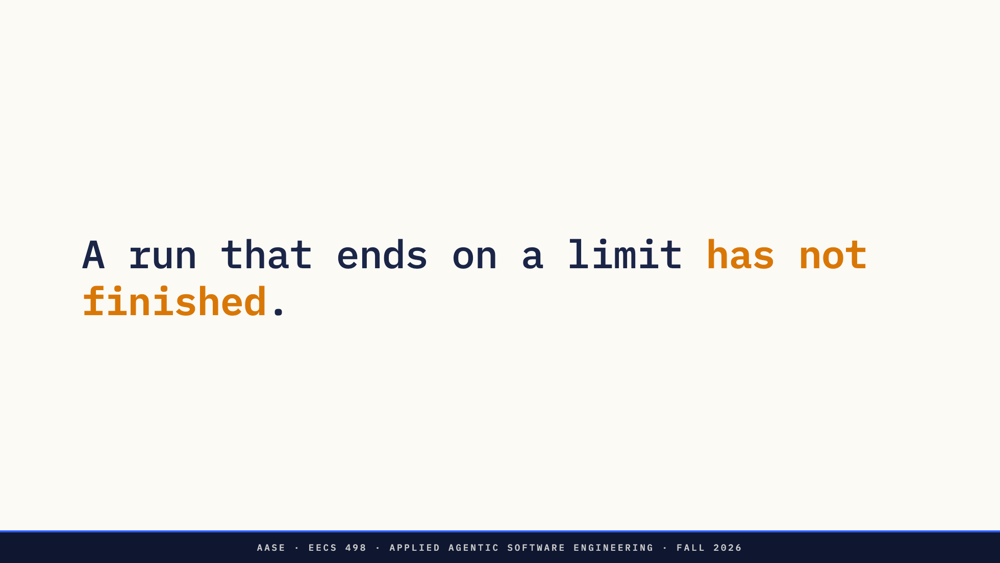 A run that ends on a limit has not
finished.
AASE · EECS 498 · APPLIED AGENTIC SOFTWARE ENGINEERING · FALL 2026